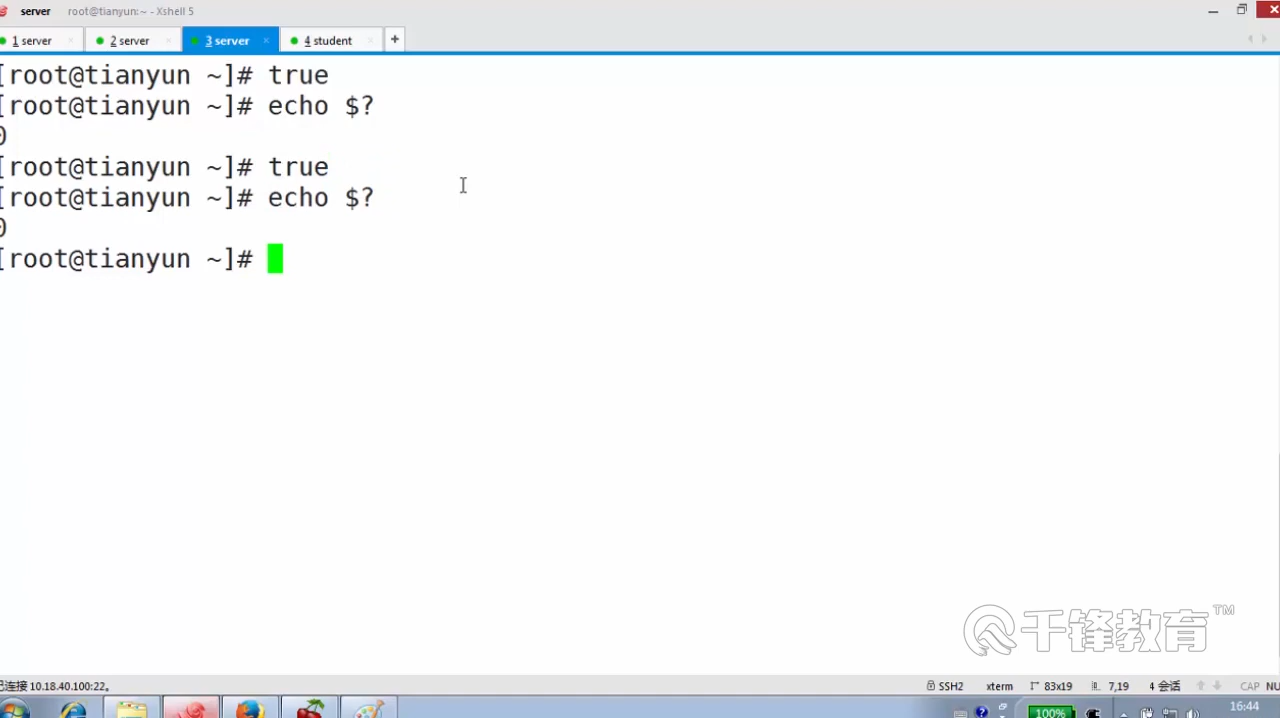 server root@tianyun:~ - Xshell 5
1 server 2 server 3 server 4 student +
[root@tianyun ~]# true
[root@tianyun ~]# echo $?
0
[root@tianyun ~]# true
[root@tianyun ~]# echo $?
0
[root@tianyun ~]#
千锋教育 TM
已连接 10.18.40.100:22。 SSH2 xterm 83x19 7,19 4 会话 CAP NU
100% 16:44